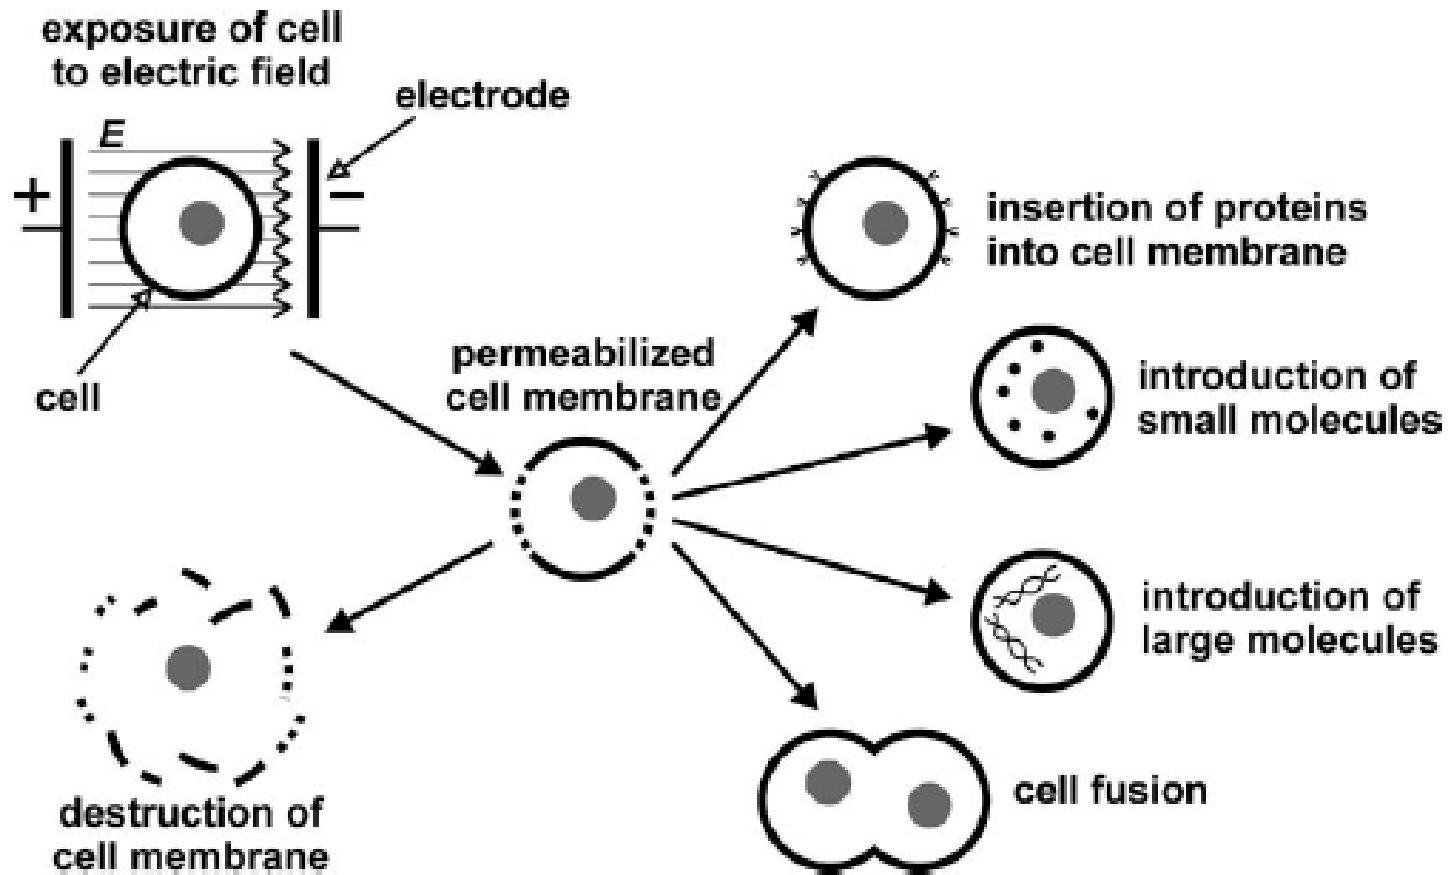 exposure of cell
to electric field
electrode
E
+
−
cell
permeabilized
cell membrane
insertion of proteins
into cell membrane
introduction of
small molecules
introduction of
large molecules
cell fusion
destruction of
cell membrane